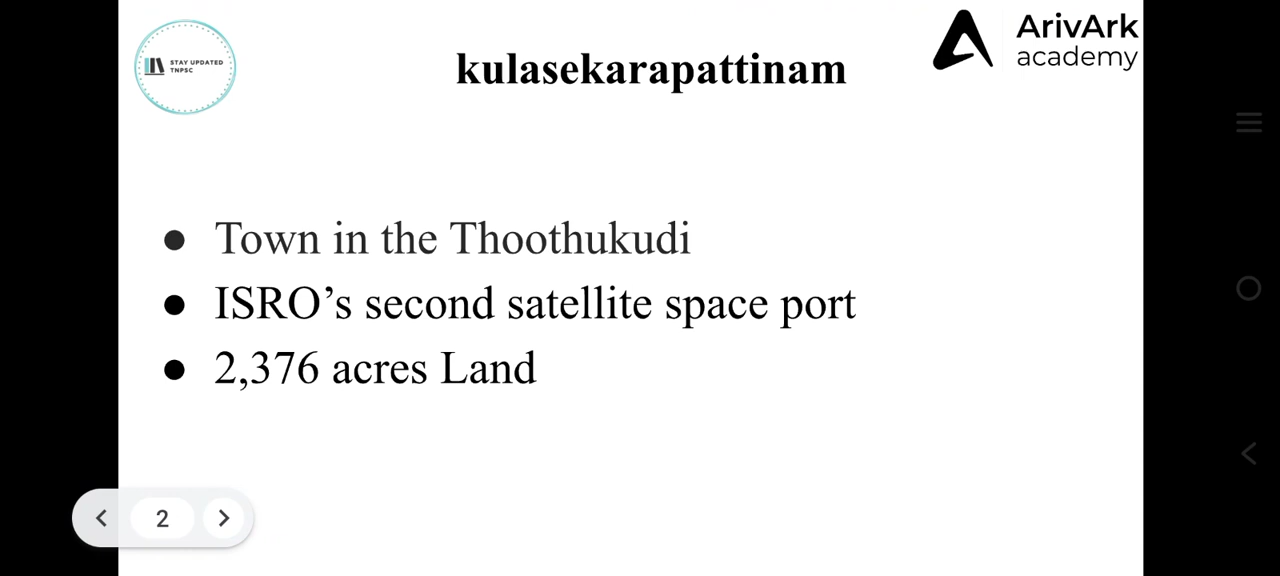 STAY UPDATED
TNPSC
kulasekarapattinam
ArivArk
academy
● Town in the Thoothukudi
● ISRO’s second satellite space port
● 2,376 acres Land
2